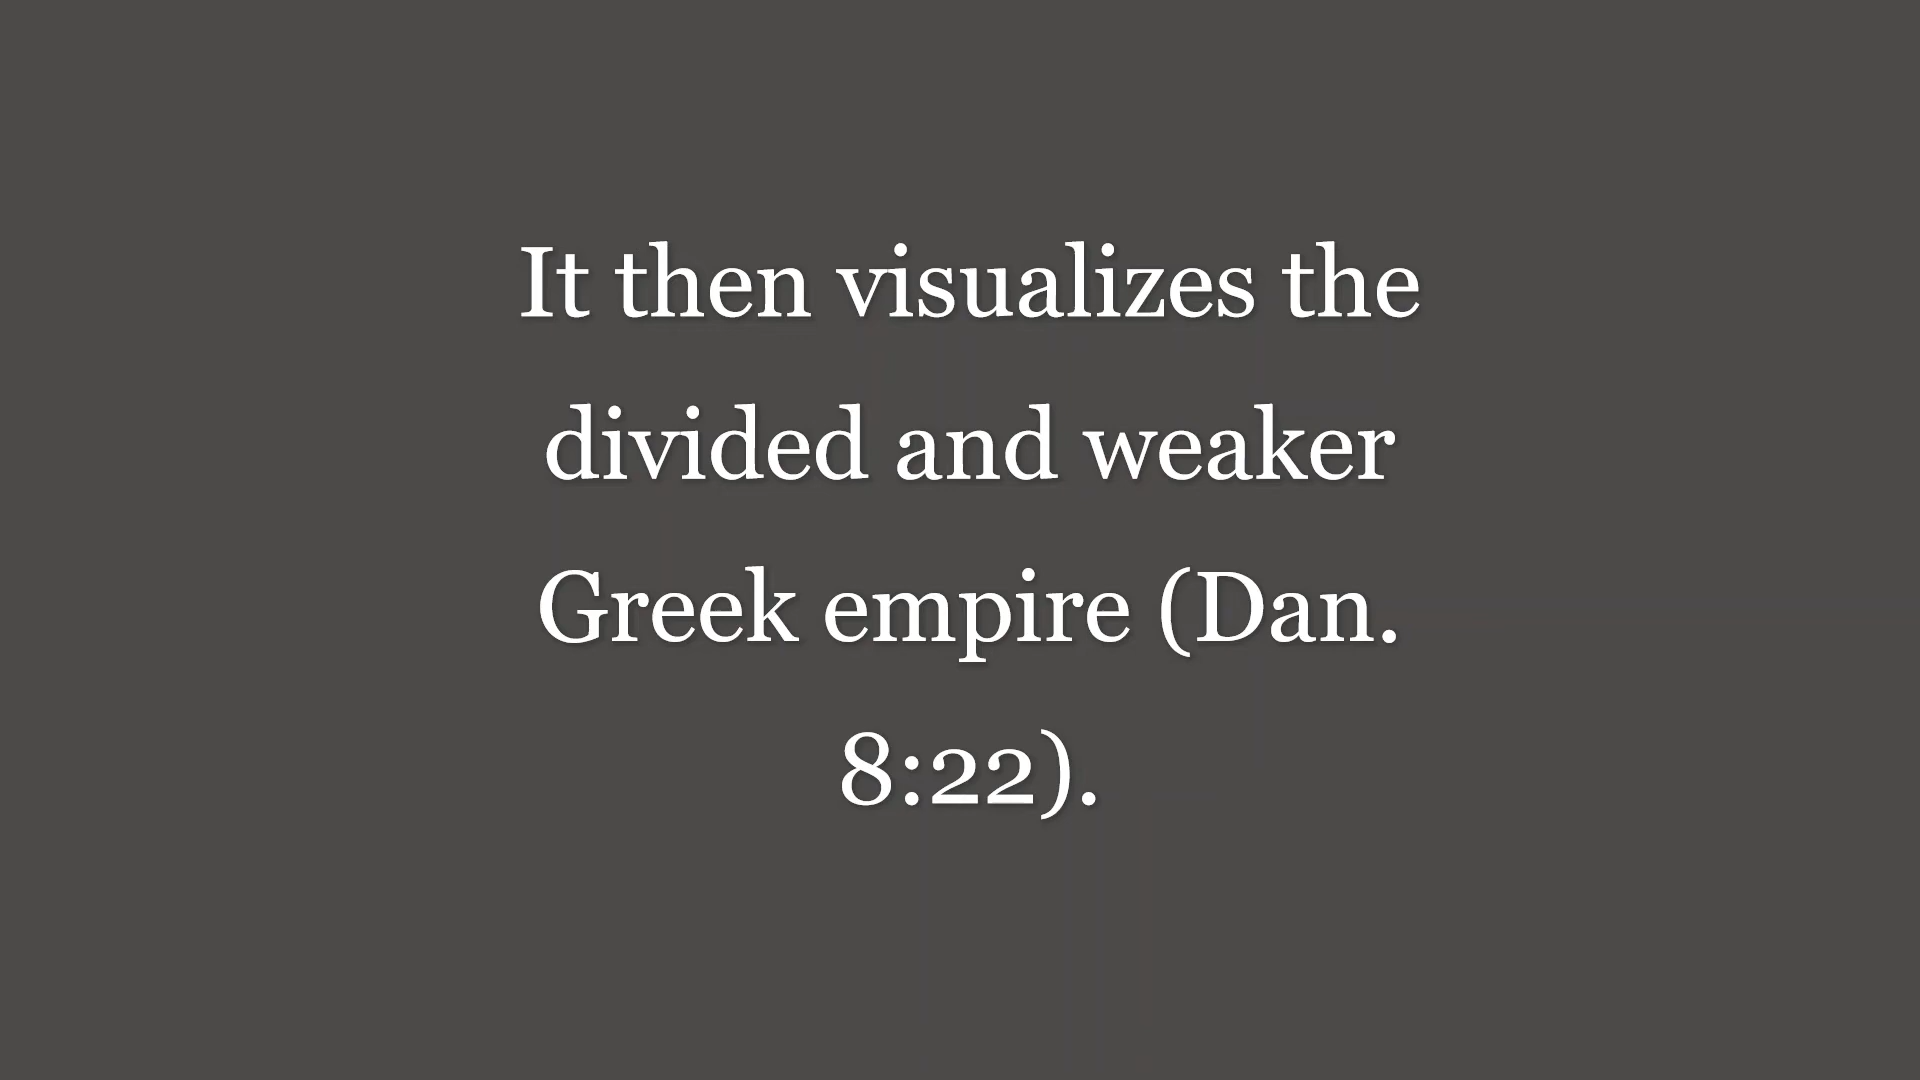 It then visualizes the
divided and weaker
Greek empire (Dan.
8:22).